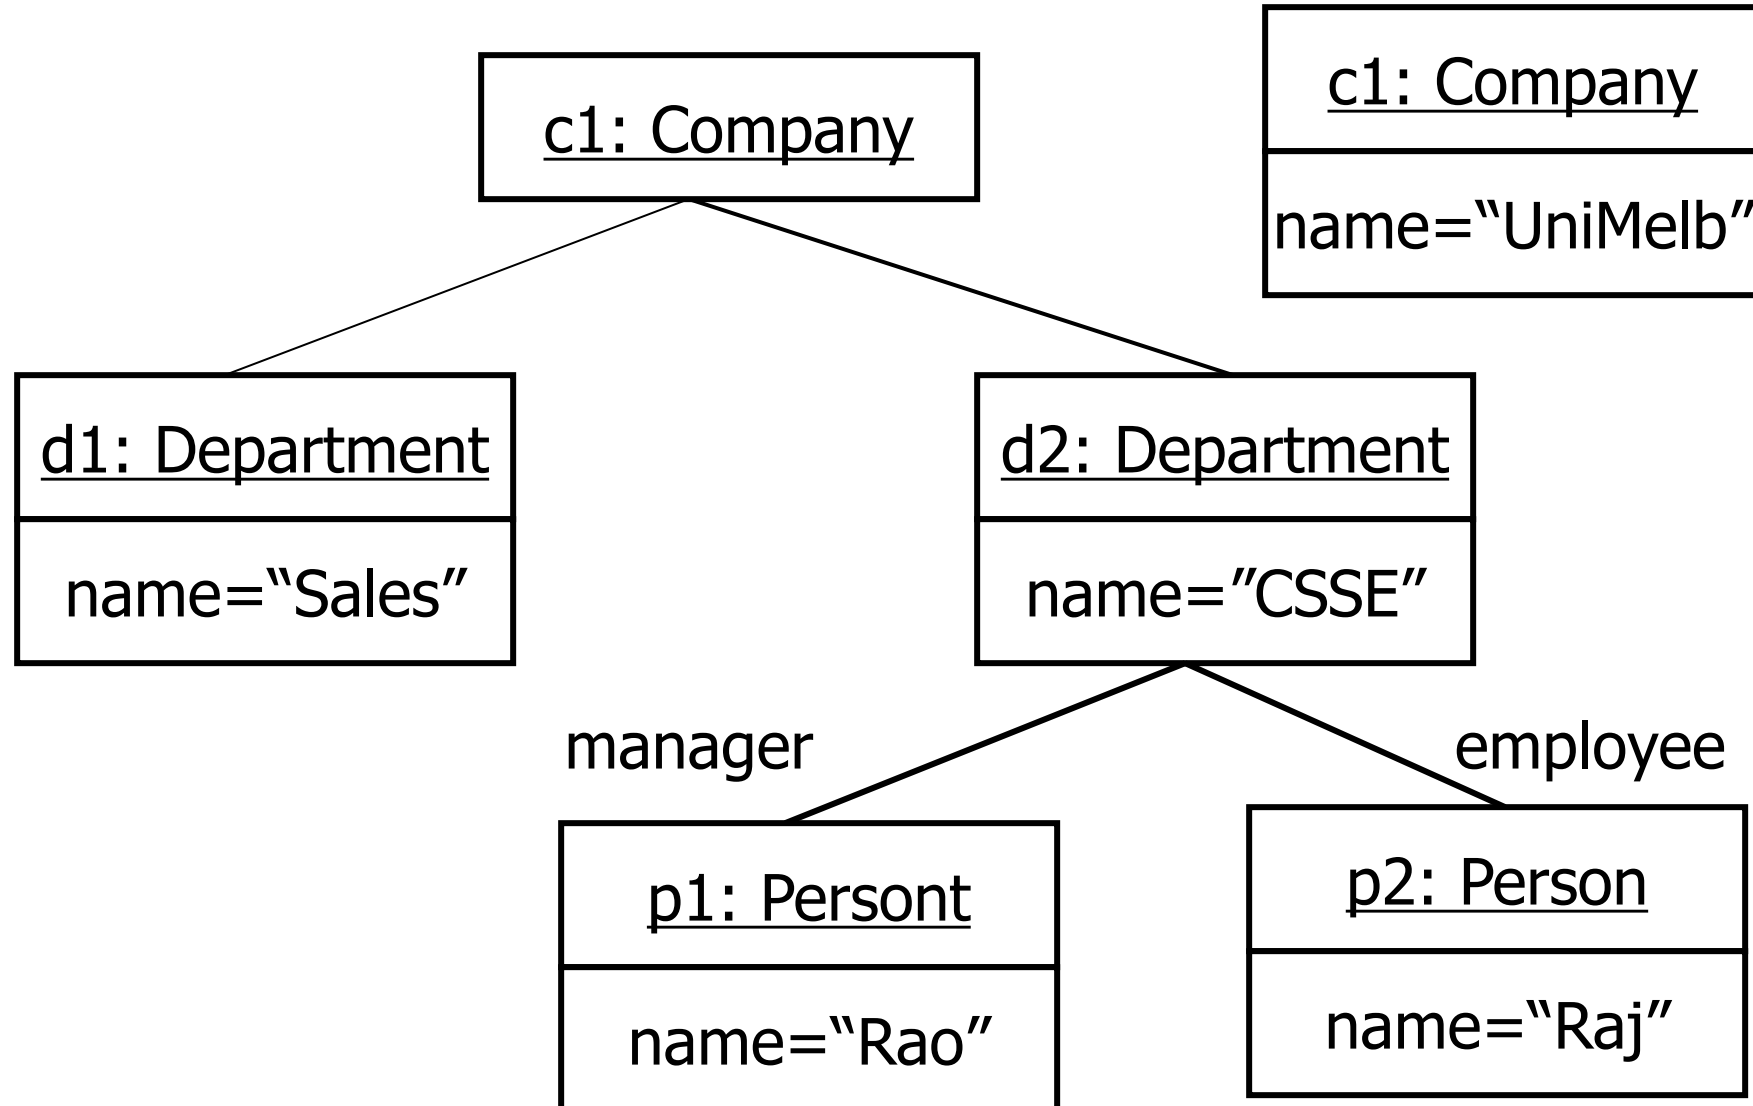 c1: Company
c1: Company
name=“UniMelb”
d1: Department
name=“Sales”
d2: Department
name=”CSSE”
manager
employee
p1: Persont
name=“Rao”
p2: Person
name=“Raj”